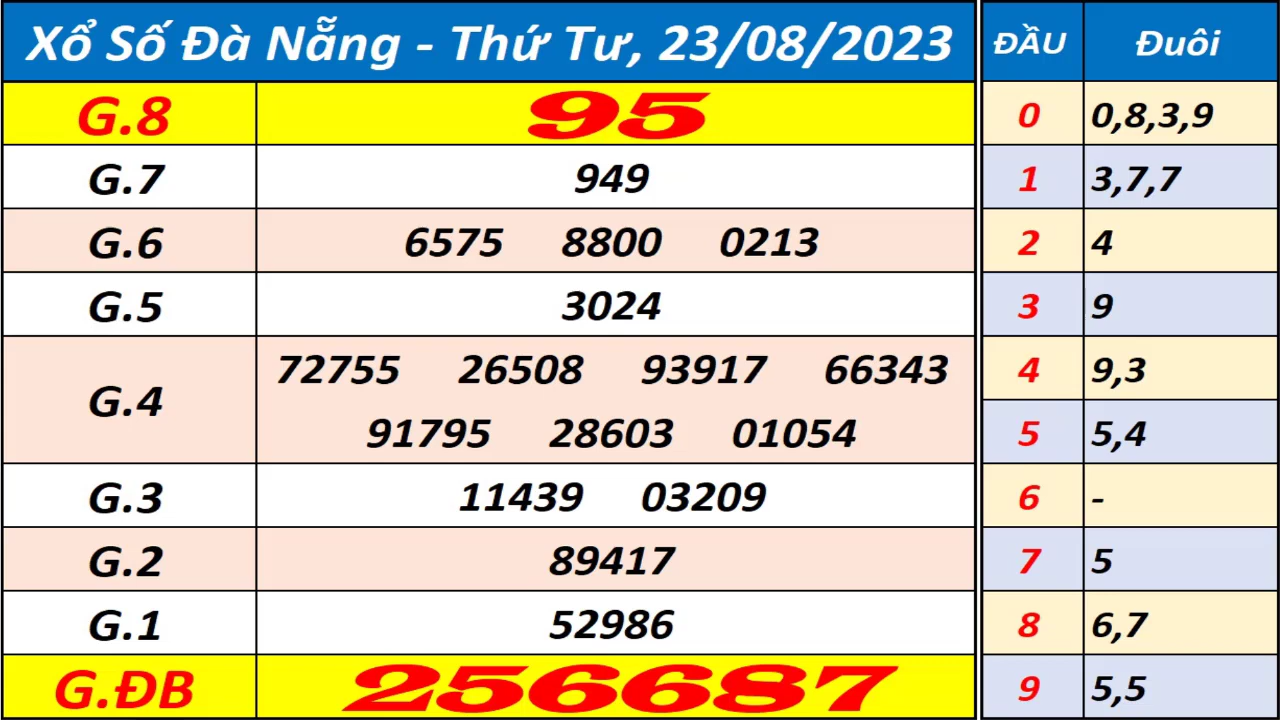 Xổ Số Đà Nẵng - Thứ Tư, 23/08/2023
G.8 95
G.7 949
G.6 6575 8800 0213
G.5 3024
G.4 72755 26508 93917 66343
91795 28603 01054
G.3 11439 03209
G.2 89417
G.1 52986
G.ĐB 256687
ĐẦU Đuôi
0 0,8,3,9
1 3,7,7
2 4
3 9
4 9,3
5 5,4
6 -
7 5
8 6,7
9 5,5